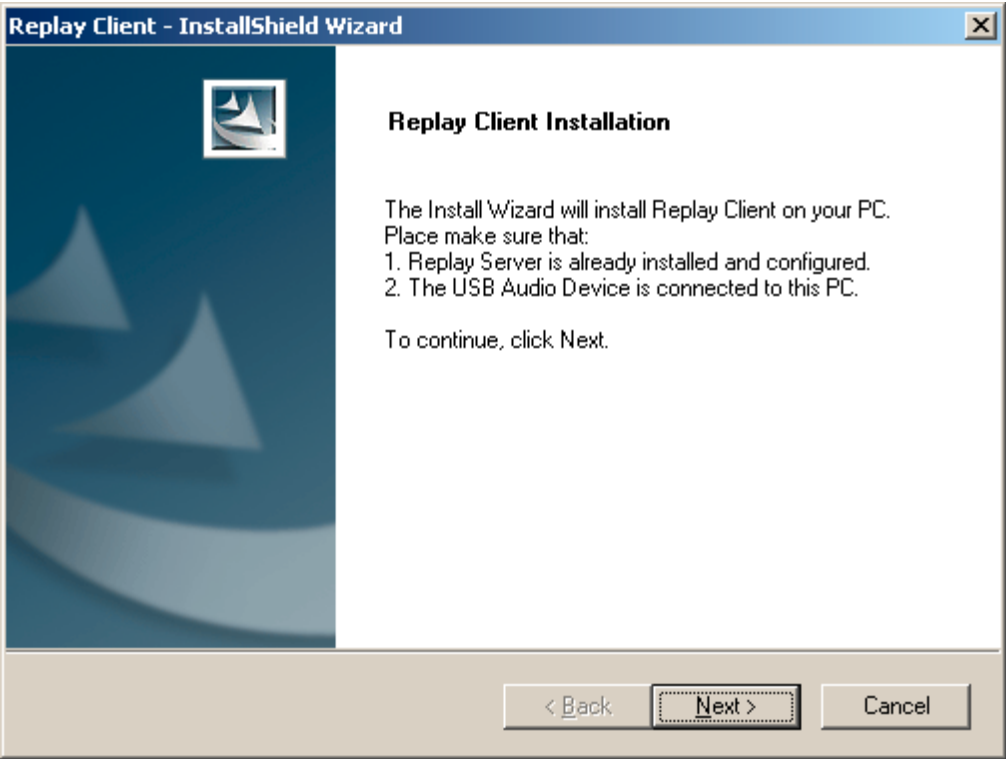 Replay Client - InstallShield Wizard
Replay Client Installation
The Install Wizard will install Replay Client on your PC.
Place make sure that:
1. Replay Server is already installed and configured.
2. The USB Audio Device is connected to this PC.
To continue, click Next.
< Back
Next >
Cancel